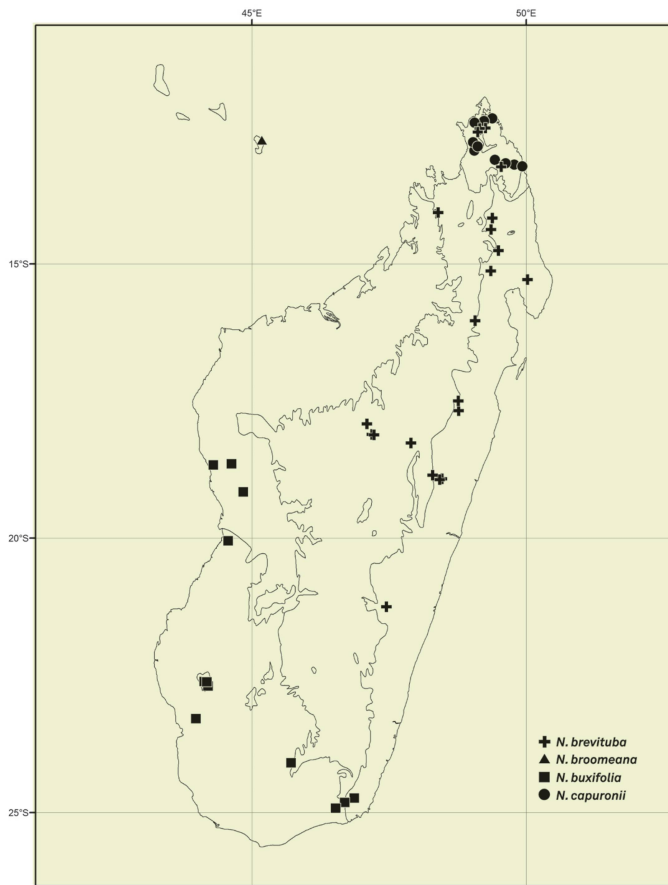 45°E 50°E
15°S
20°S
N. brevituba
N. broomeana
N. buxifolia
N. capuronii
25°S